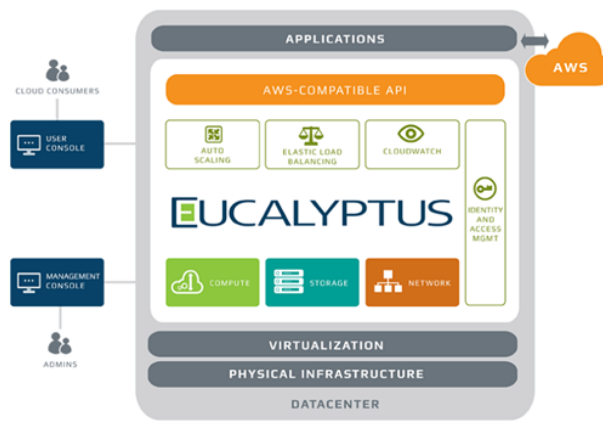 APPLICATIONS
AWS
CLOUD CONSUMERS
AWS-COMPATIBLE API
USER
CONSOLE
AUTO
SCALING
ELASTIC LOAD
BALANCING
CLOUDWATCH
EUCALYPTUS
IDENTITY
AND
ACCESS
MGMT
MANAGEMENT
CONSOLE
COMPUTE
STORAGE
NETWORK
ADMINS
VIRTUALIZATION
PHYSICAL INFRASTRUCTURE
DATACENTER